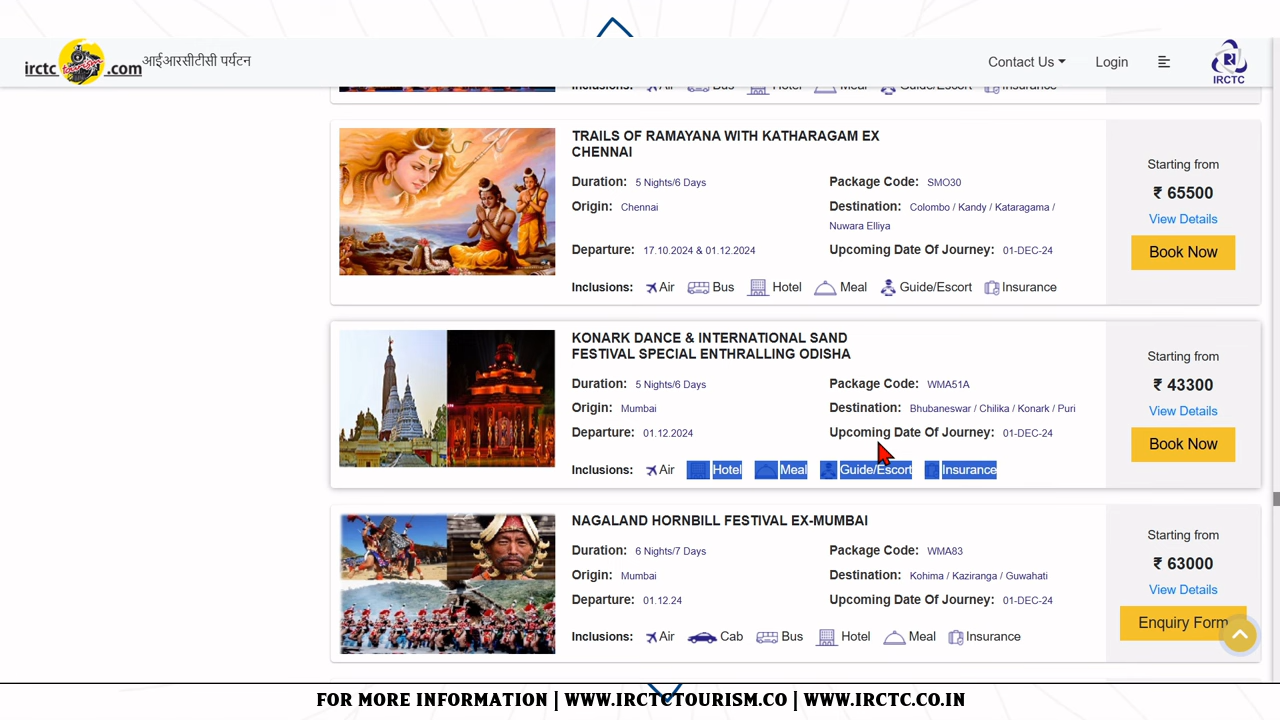 irctc .com आईआरसीटीसी पर्यटन
Contact Us
Login
IRCTC
Inclusions: Air Bus Hotel Meal Guide/Escort Insurance
TRAILS OF RAMAYANA WITH KATHARAGAM EX
CHENNAI
Duration: 5 Nights/6 Days
Package Code: SMO30
Origin: Chennai
Destination: Colombo / Kandy / Kataragama /
Nuwara Elliya
Departure: 17.10.2024 & 01.12.2024
Upcoming Date Of Journey: 01-DEC-24
Inclusions: Air Bus Hotel Meal Guide/Escort Insurance
Starting from
₹ 65500
View Details
Book Now
KONARK DANCE & INTERNATIONAL SAND
FESTIVAL SPECIAL ENTHRALLING ODISHA
Duration: 5 Nights/6 Days
Package Code: WMA51A
Origin: Mumbai
Destination: Bhubaneswar / Chilika / Konark / Puri
Departure: 01.12.2024
Upcoming Date Of Journey: 01-DEC-24
Inclusions: Air Hotel Meal Guide/Escort Insurance
Starting from
₹ 43300
View Details
Book Now
NAGALAND HORNBILL FESTIVAL EX-MUMBAI
Duration: 6 Nights/7 Days
Package Code: WMA83
Origin: Mumbai
Destination: Kohima / Kaziranga / Guwahati
Departure: 01.12.24
Upcoming Date Of Journey: 01-DEC-24
Inclusions: Air Cab Bus Hotel Meal Insurance
Starting from
₹ 63000
View Details
Enquiry Form
FOR MORE INFORMATION | WWW.IRCTCTOURISM.CO | WWW.IRCTC.CO.IN